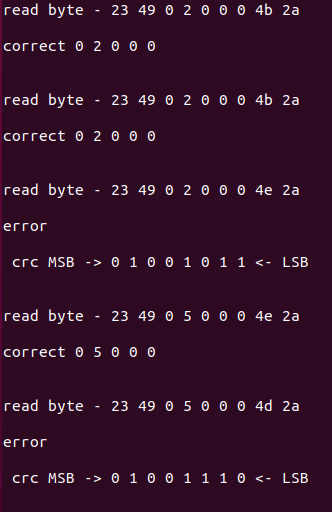 read byte - 23 49 0 2 0 0 0 4b 2a
correct 0 2 0 0 0
read byte - 23 49 0 2 0 0 0 4b 2a
correct 0 2 0 0 0
read byte - 23 49 0 2 0 0 0 4e 2a
error
crc MSB -> 0 1 0 0 1 0 1 1 <- LSB
read byte - 23 49 0 5 0 0 0 4e 2a
correct 0 5 0 0 0
read byte - 23 49 0 5 0 0 0 4d 2a
error
crc MSB -> 0 1 0 0 1 1 1 0 <- LSB